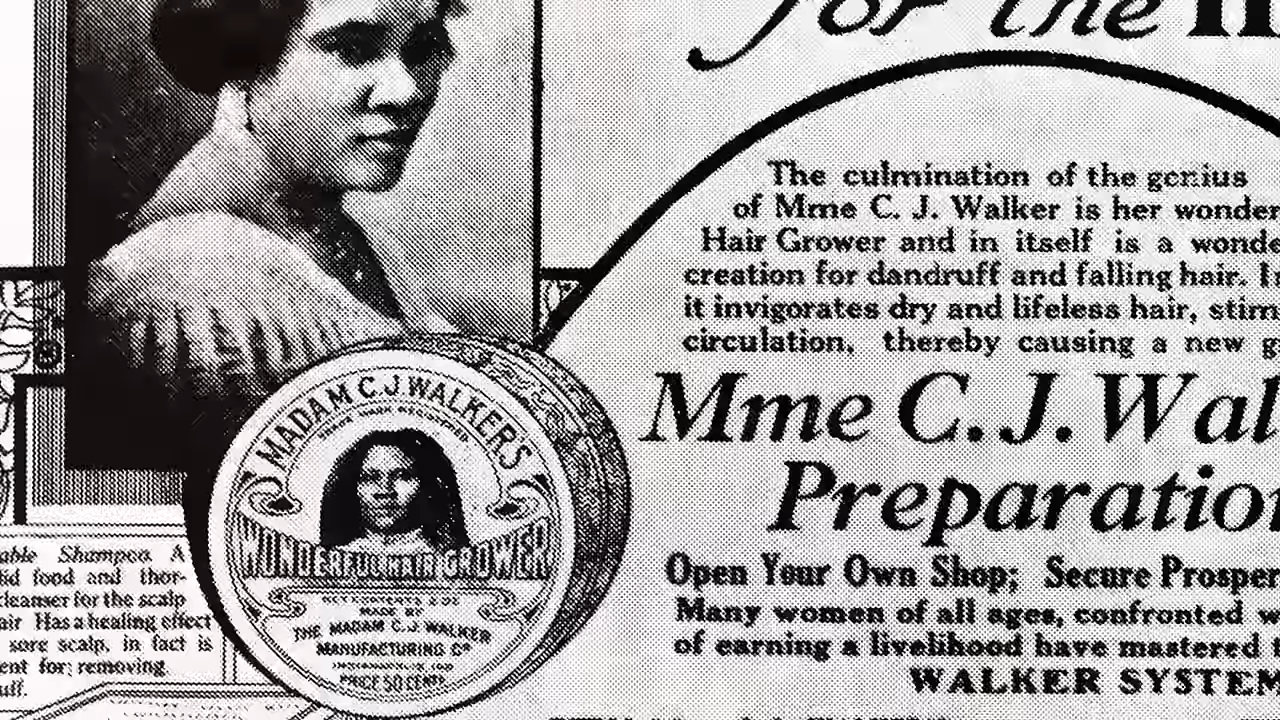 for the
The culmination of the genius
of Mme C. J. Walker is her wonder
Hair Grower and in itself is a wonde
creation for dandruff and falling hair.
it invigorates dry and lifeless hair, stim
circulation, thereby causing a new g
Mme C. J. Wal
Preparation
Open Your Own Shop; Secure Prosper
Many women of all ages, confronted w
of earning a livelihood have mastered t
WALKER SYSTEM
MADAM C. J. WALKER'S
WONDERFUL HAIR GROWER
MADE BY
THE MADAM C. J. WALKER
MANUFACTURING Co
PRICE 50 CENTS
able Shampoo. A
lid food and thor-
cleanser for the scalp
air Has a healing effect
sore scalp, in fact is
ent for removing
uff.